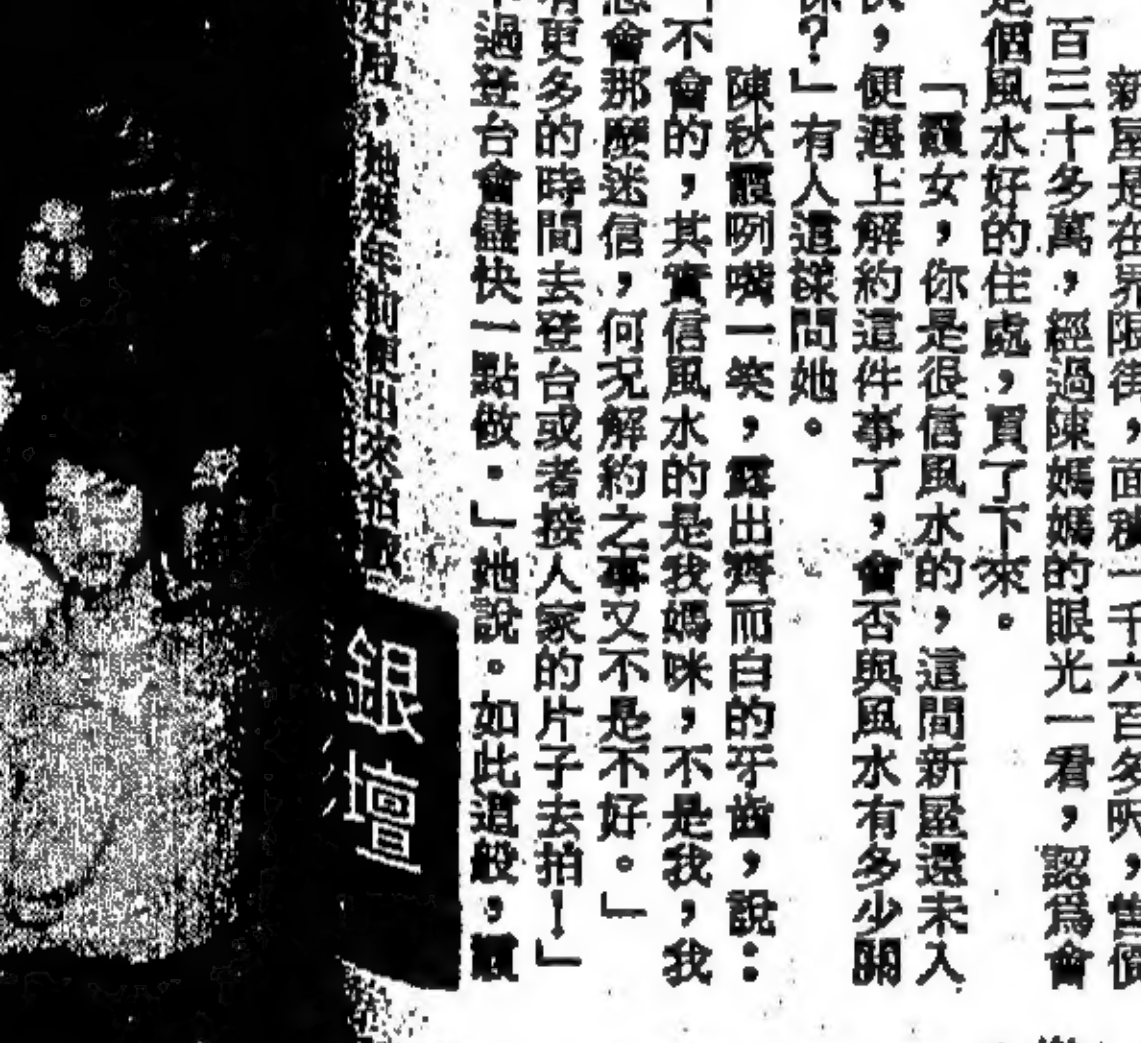 新屋是在界限街，面積一千六百多呎，售價
百三十多萬，經過陳媽媽的眼光一看，認爲會
是個風水好的住處，買了下來。
「霞女，你是很信風水的，這間新屋還未入
伙，便遇上解約這件事了，會否與風水有多少關
係？」有人這樣問她。
陳秋霞咧嘴一笑，露出齊而白的牙齒，說：
「不會的，其實信風水的是我媽咪，不是我，我
會那麼迷信，何况解約之事又不是不好。」
有更多的時間去登台或者接人家的片子去拍！」
不過登台會儘快一點做。」她說。如此道般，
年前便出來拍
銀壇